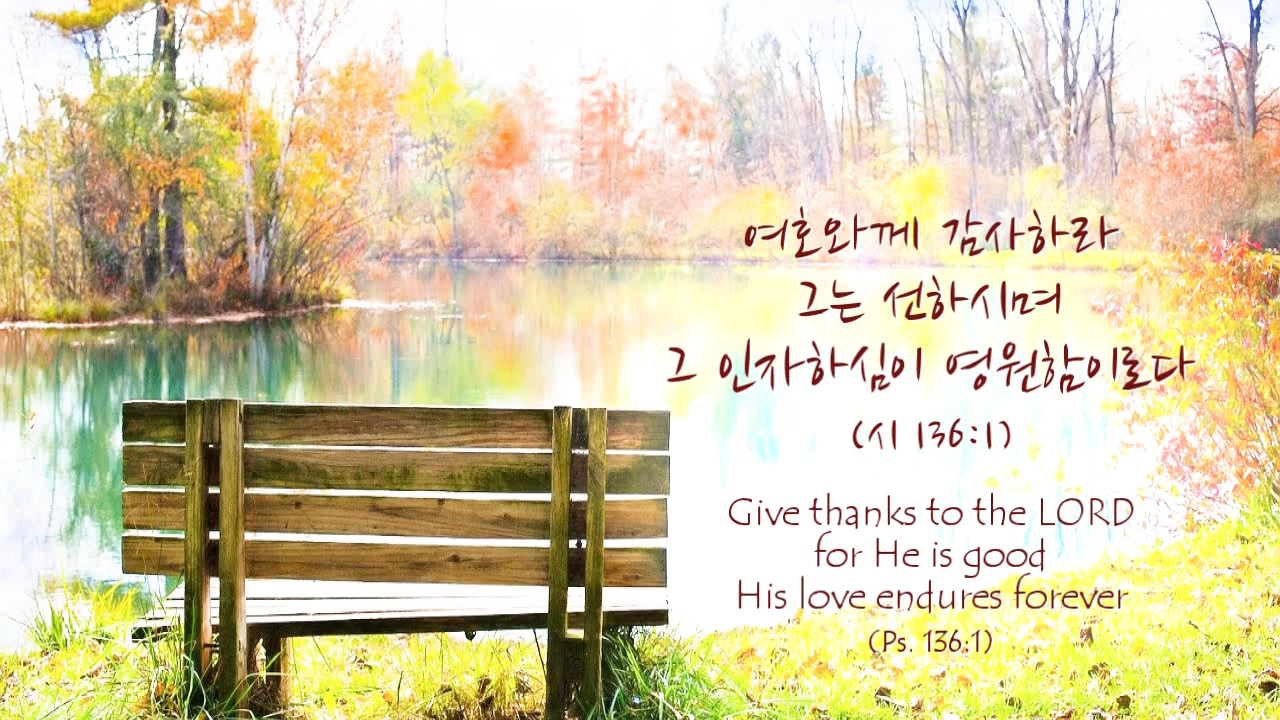 여호와께 감사하라
그는 선하시며
그 인자하심이 영원함이로다
(시 136:1)
Give thanks to the LORD
for He is good
His love endures forever
(Ps. 136:1)